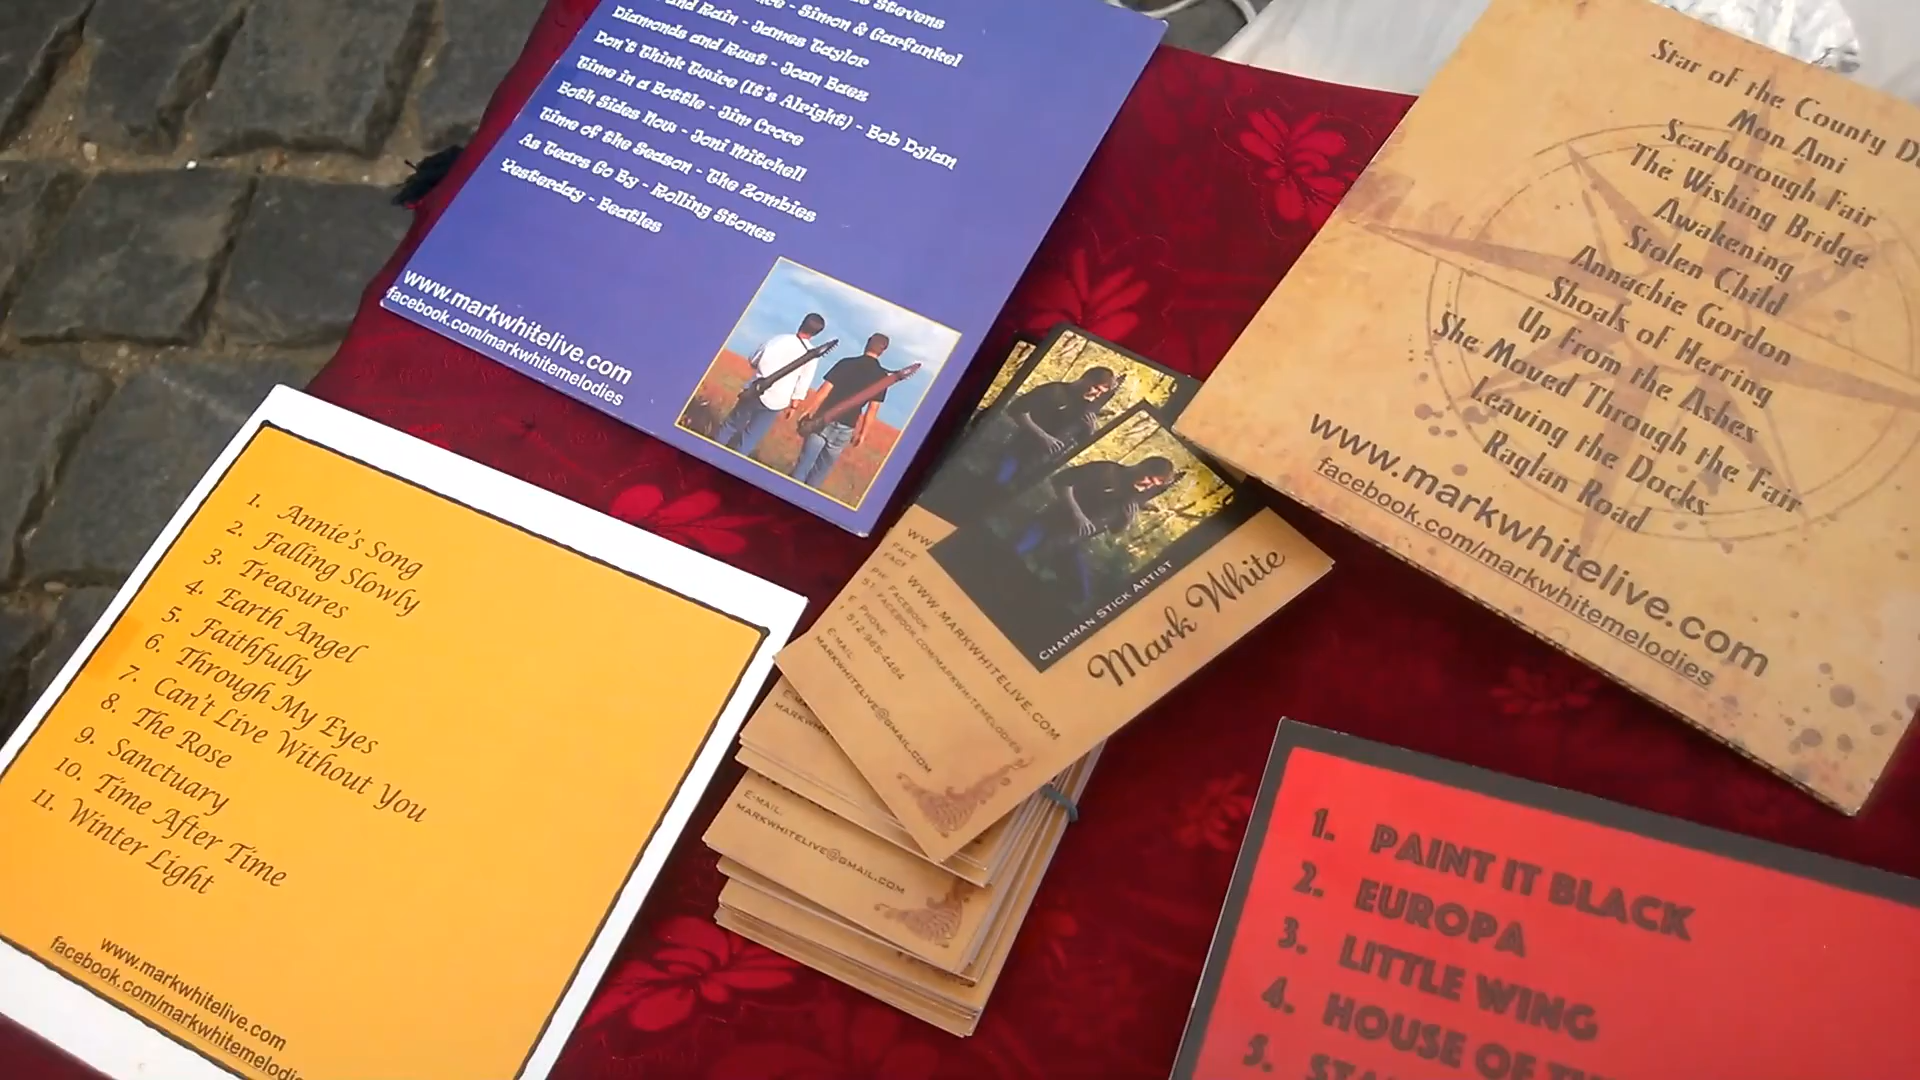 Stevens
- Simon & Garfunkel
and Rain - James Taylor
Diamonds and Rust - Joan Baez
Don't Think Twice (It's Alright) - Bob Dylan
Time in a Bottle - Jim Croce
Both Sides Now - Joni Mitchell
Time of the Season - The Zombies
As Tears Go By - Rolling Stones
Yesterday - Beatles
www.markwhitelive.com
facebook.com/markwhitemelodies
Star of the County
Mon Ami
Scarborough Fair
The Wishing Bridge
Awakening
Stolen Child
Annachie Gordon
Shoals of Herring
Up From the Ashes
She Moved Through the Fair
Leaving the Docks
Raglan Road
www.markwhitelive.com
facebook.com/markwhitemelodies
1. Annie's Song
2. Falling Slowly
3. Treasures
4. Earth Angel
5. Faithfully
6. Through My Eyes
7. Can't Live Without You
8. The Rose
9. Sanctuary
10. Time After Time
11. Winter Light
www.markwhitelive.com
facebook.com/markwhitemelodie
Chapman Stick Artist
Mark White
www.markwhitelive.com
Facebook:
facebook.com/markwhitemelodies
Phone:
512-965-4484
E-mail:
markwhitelive@gmail.com
E-mail:
markwhitelive@gmail.com
1. PAINT IT BLACK
2. EUROPA
3. LITTLE WING
4. HOUSE OF
5.